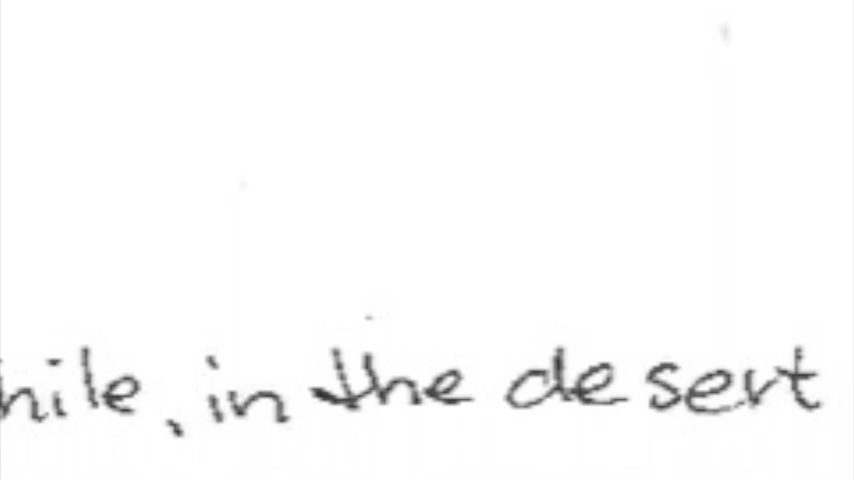 hile, in the desert